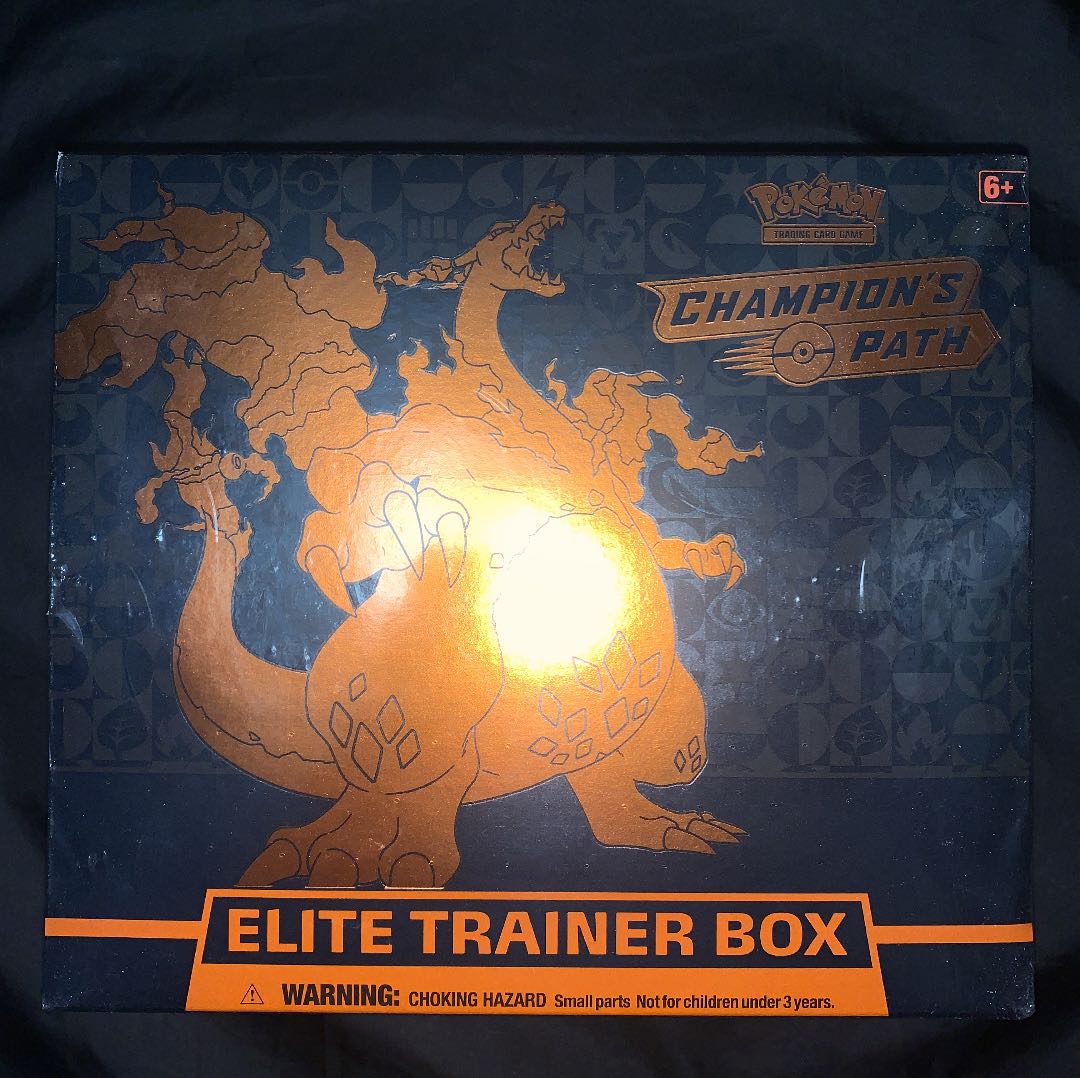 6+
POKÉMON
TRADING CARD GAME
CHAMPION'S
PATH
ELITE TRAINER BOX
⚠ WARNING: CHOKING HAZARD Small parts Not for children under 3 years.